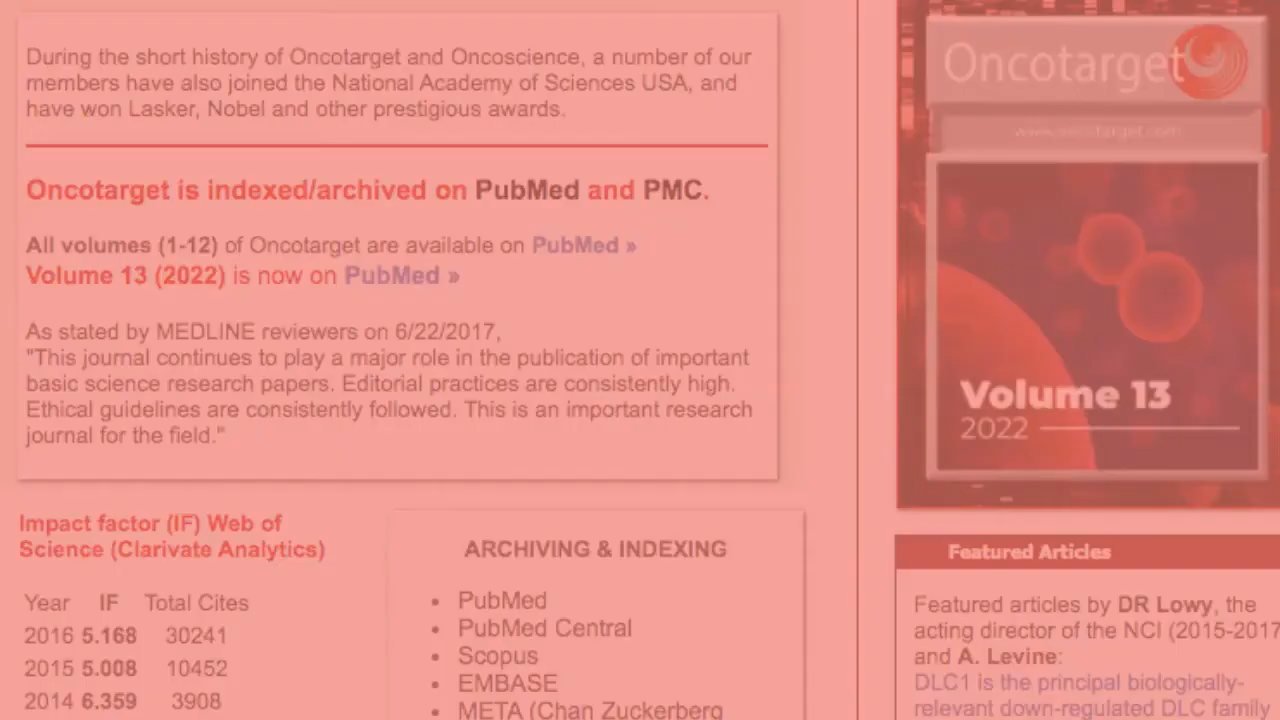 During the short history of Oncotarget and Oncoscience, a number of our
members have also joined the National Academy of Sciences USA, and
have won Lasker, Nobel and other prestigious awards.
Oncotarget is indexed/archived on PubMed and PMC.
All volumes (1-12) of Oncotarget are available on PubMed »
Volume 13 (2022) is now on PubMed »
As stated by MEDLINE reviewers on 6/22/2017,
"This journal continues to play a major role in the publication of important
basic science research papers. Editorial practices are consistently high.
Ethical guidelines are consistently followed. This is an important research
journal for the field."
Impact factor (IF) Web of
Science (Clarivate Analytics)
Year IF Total Cites
2016 5.168 30241
2015 5.008 10452
2014 6.359 3908
ARCHIVING & INDEXING
• PubMed
• PubMed Central
• Scopus
• EMBASE
• META (Chan Zuckerberg
Oncotarget
www.oncotarget.com
Volume 13
2022
Featured Articles
Featured articles by DR Lowy, the
acting director of the NCI (2015-2017
and A. Levine:
DLC1 is the principal biologically-
relevant down-regulated DLC family